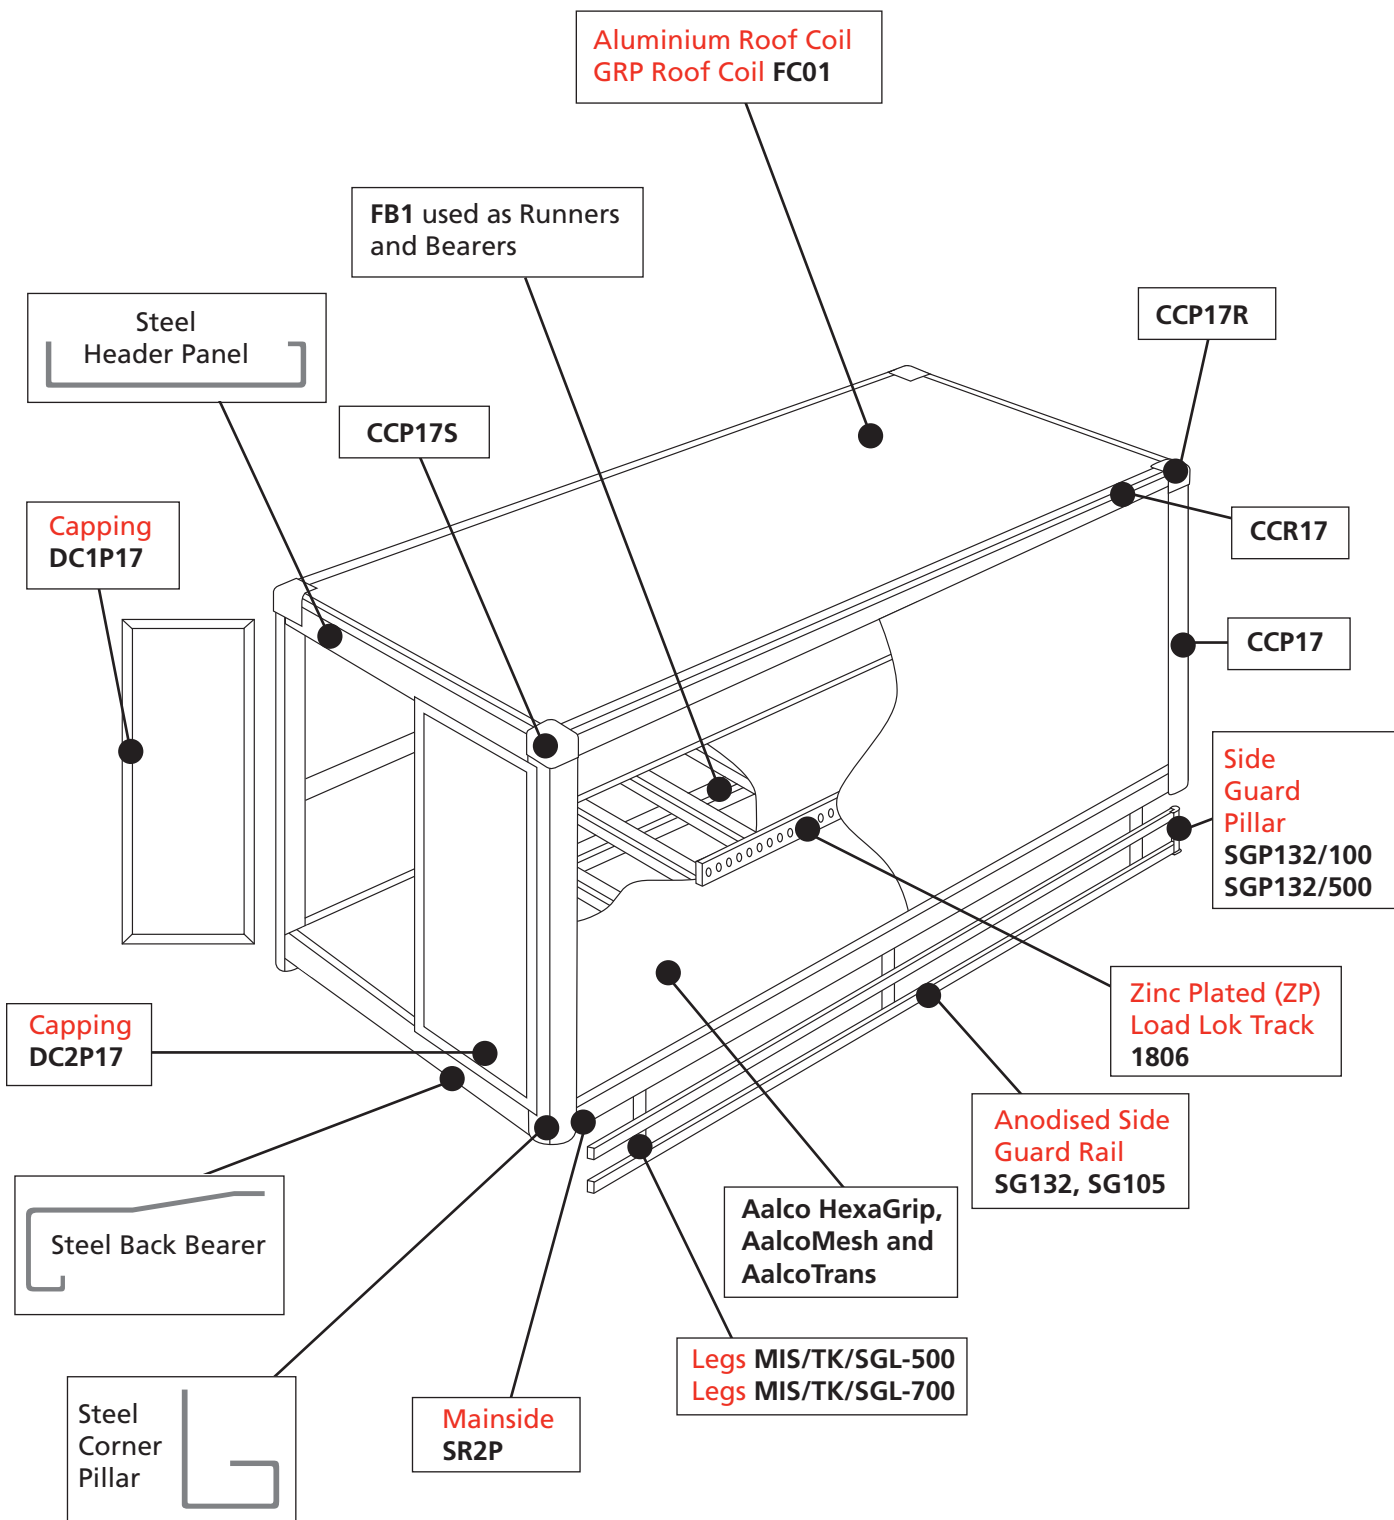 Aluminium Roof Coil
GRP Roof Coil FC01
FB1 used as Runners
and Bearers
Steel
Header Panel
CCP17R
CCP17S
Capping
DC1P17
CCR17
CCP17
Side
Guard
Pillar
SGP132/100
SGP132/500
Zinc Plated (ZP)
Load Lok Track
1806
Capping
DC2P17
Anodised Side
Guard Rail
SG132, SG105
Steel Back Bearer
Aalco HexaGrip,
AalcoMesh and
AalcoTrans
Legs MIS/TK/SGL-500
Legs MIS/TK/SGL-700
Steel
Corner
Pillar
Mainside
SR2P